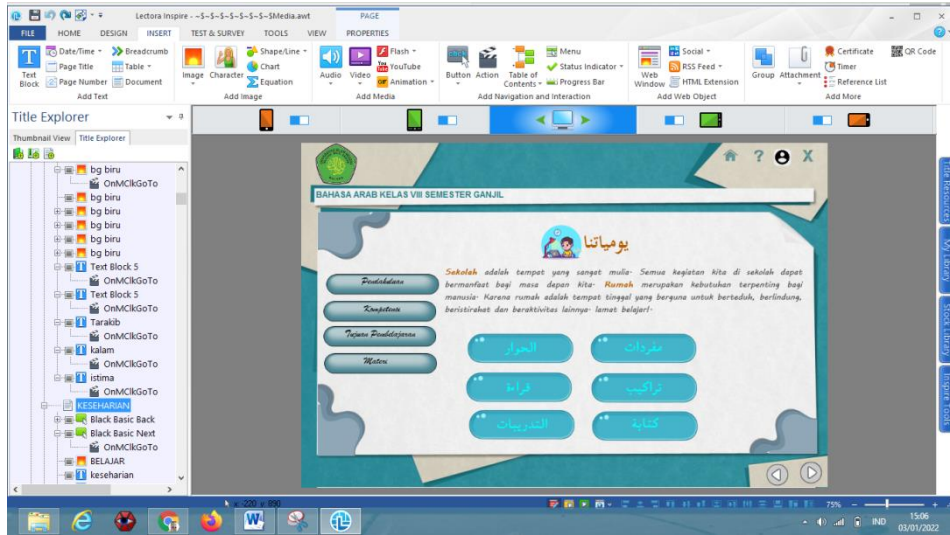 Lectora Inspire - ~$~$~$~$~$~$~$~$Media.awt
PAGE
FILE HOME DESIGN INSERT TEST & SURVEY TOOLS VIEW PROPERTIES
Text Block
Date/Time
Page Title
Page Number
Breadcrumb
Table
Document
Add Text
Image
Character
Shape/Line
Chart
Equation
Add Image
Audio
Video
Flash
YouTube
Animation
Add Media
Button
Action
Table of Contents
Menu
Status Indicator
Progress Bar
Add Navigation and Interaction
Web Window
Social
RSS Feed
HTML Extension
Add Web Object
Group
Attachment
Certificate
Timer
Reference List
QR Code
Add More
Title Explorer
Thumbnail View Title Explorer
bg biru
OnMClkGoTo
bg biru
bg biru
bg biru
bg biru
Text Block 5
OnMClkGoTo
Text Block 5
OnMClkGoTo
Tarakib
OnMClkGoTo
kalam
OnMClkGoTo
istima
OnMClkGoTo
KESEHARIAN
Black Basic Back
Black Basic Next
OnMClkGoTo
BELAJAR
keseharian
BAHASA ARAB KELAS VIII SEMESTER GANJIL
يومياتنا
Pendahuluan
Kompetensi
Tujuan Pembelajaran
Materi
Sekolah adalah tempat yang sangat mulia. Semua kegiatan kita di sekolah dapat
bermanfaat bagi masa depan kita. Rumah merupakan kebutuhan terpenting bagi
manusia. Karena rumah adalah tempat tinggal yang berguna untuk berteduh, berlindung,
beristirahat dan beraktivitas lainnya. lamat belajar!.
مفردات
الحوار
تراكيب
قراءة
كتابة
التدريبات
Title Resources
My Library
Stock Library
Inspire Tools
x: -220 y: 890
75%
IND
15:06
03/01/2022